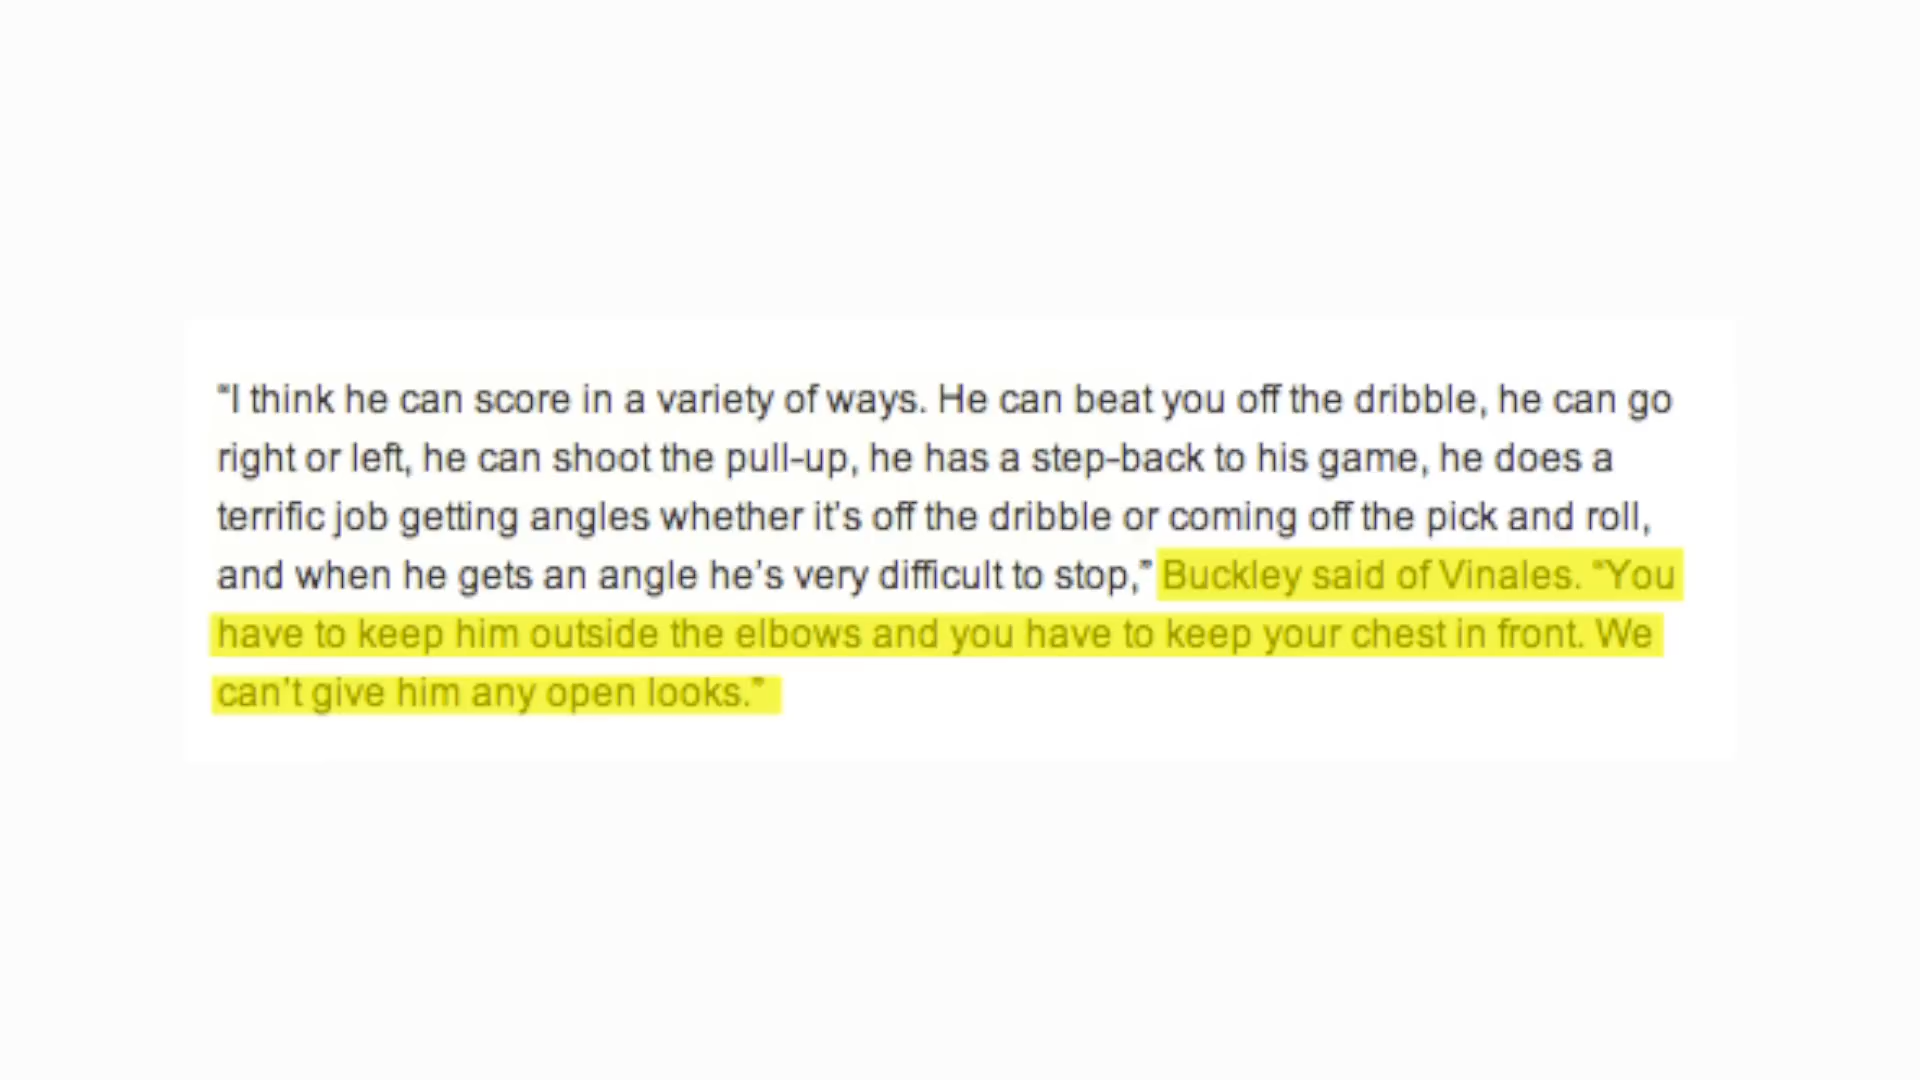 “I think he can score in a variety of ways. He can beat you off the dribble, he can go
right or left, he can shoot the pull-up, he has a step-back to his game, he does a
terrific job getting angles whether it’s off the dribble or coming off the pick and roll,
and when he gets an angle he’s very difficult to stop,” Buckley said of Vinales. “You
have to keep him outside the elbows and you have to keep your chest in front. We
can’t give him any open looks.”